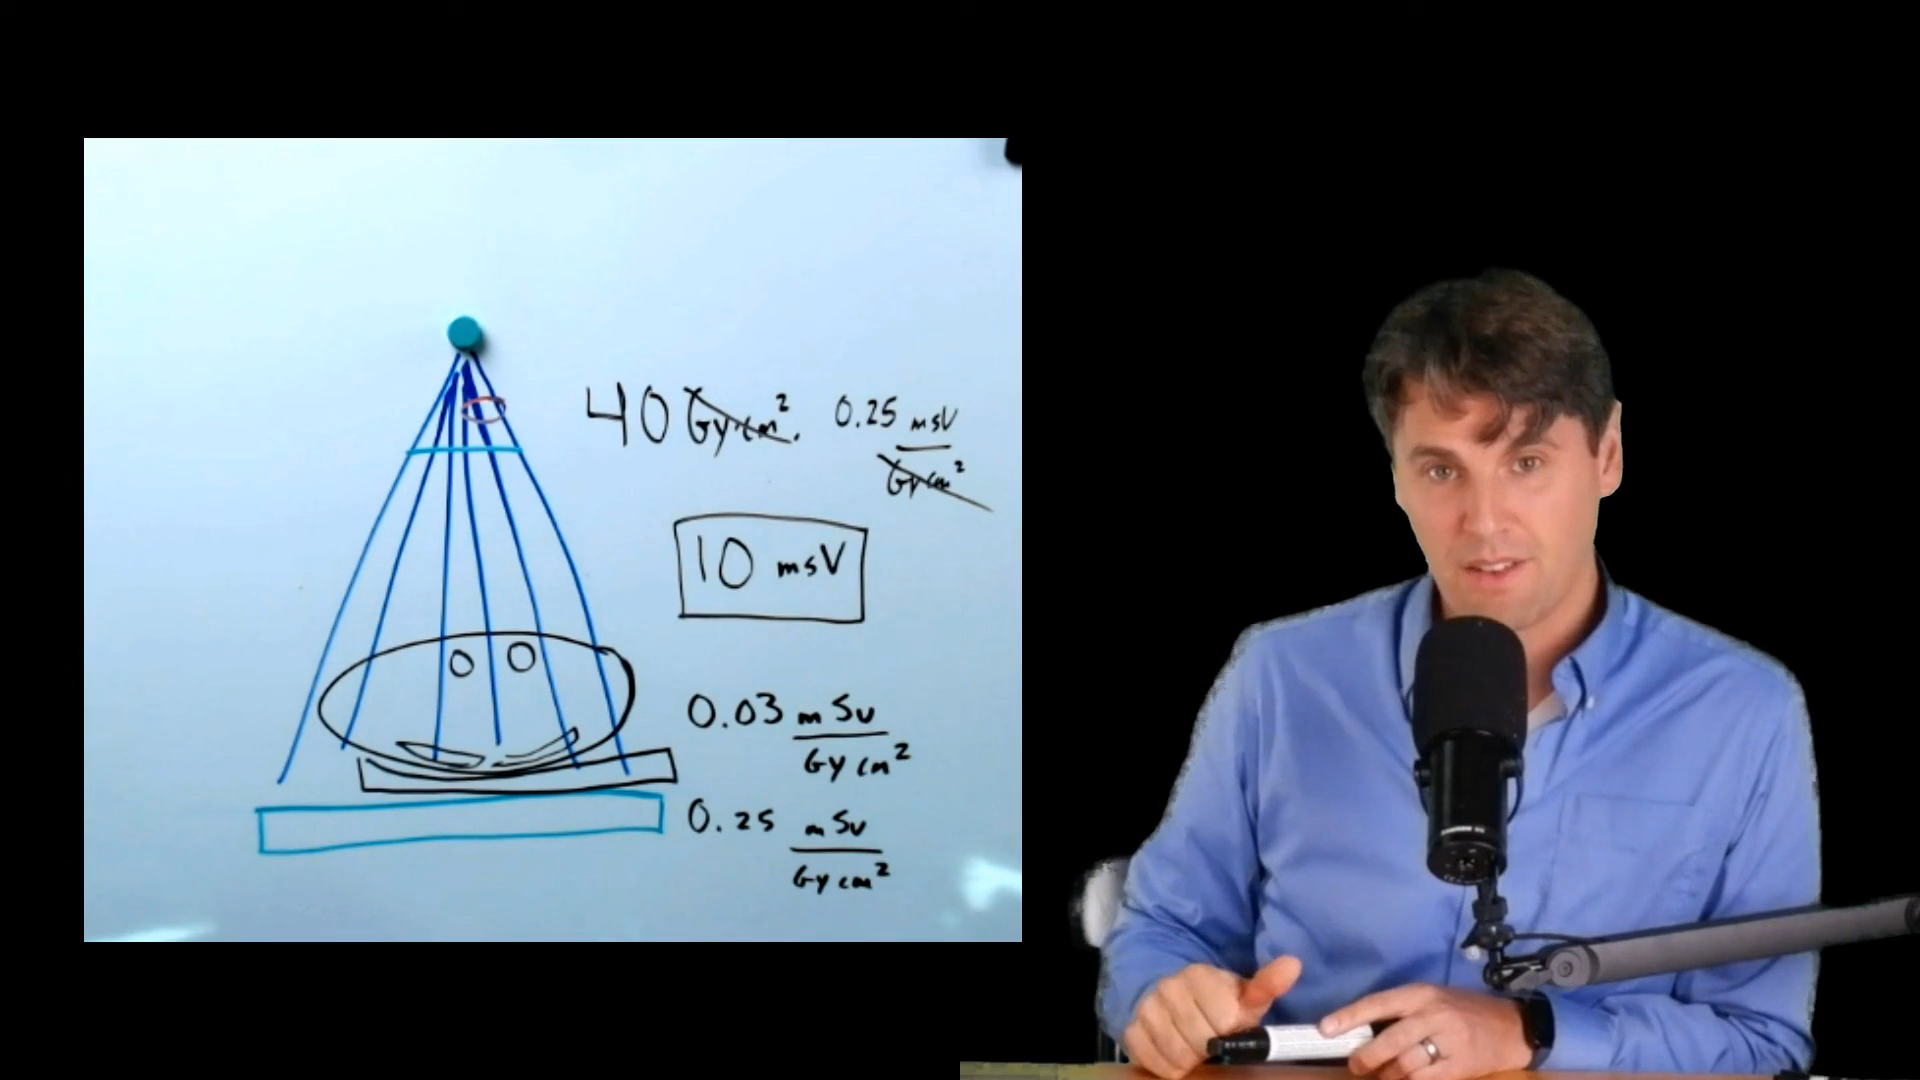 40 Gy·cm². 0.25 msV
Gy cm²
10 msV
0.03 mSv
Gy cm²
0.25 mSv
Gy cm²